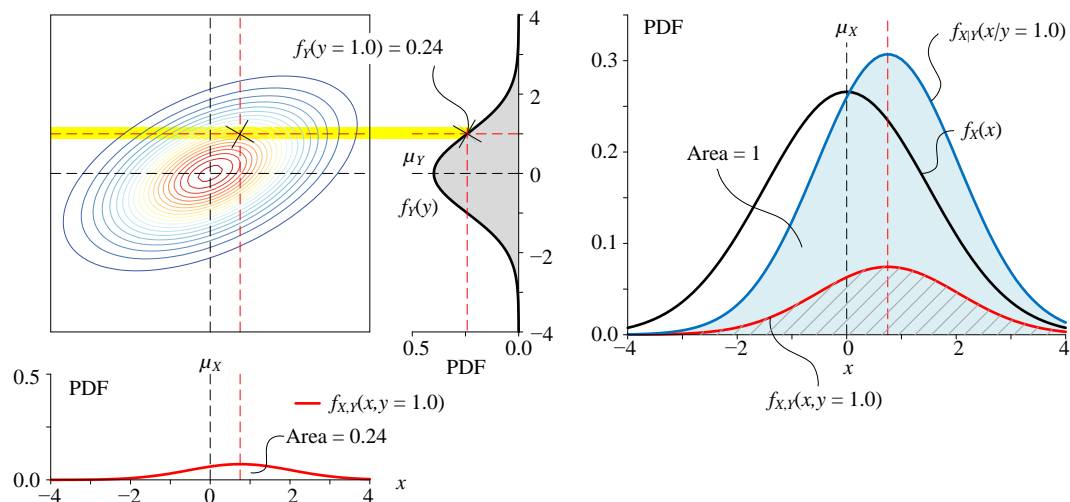 4
f_Y(y = 1.0) = 0.24
2
μ_Y
0
f_Y(y)
−2
−4
0.5 0.0
PDF
μ_X
0.5
PDF
f_{X,Y}(x,y = 1.0)
Area = 0.24
0.0
−4 −2 0 2 4 x
PDF
μ_X
f_{X|Y}(x/y = 1.0)
0.3
f_X(x)
Area = 1
0.2
0.1
0.0
−4 −2 0 2 4
x
f_{X,Y}(x,y = 1.0)